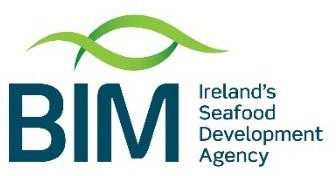 BIM
Ireland's
Seafood
Development
Agency